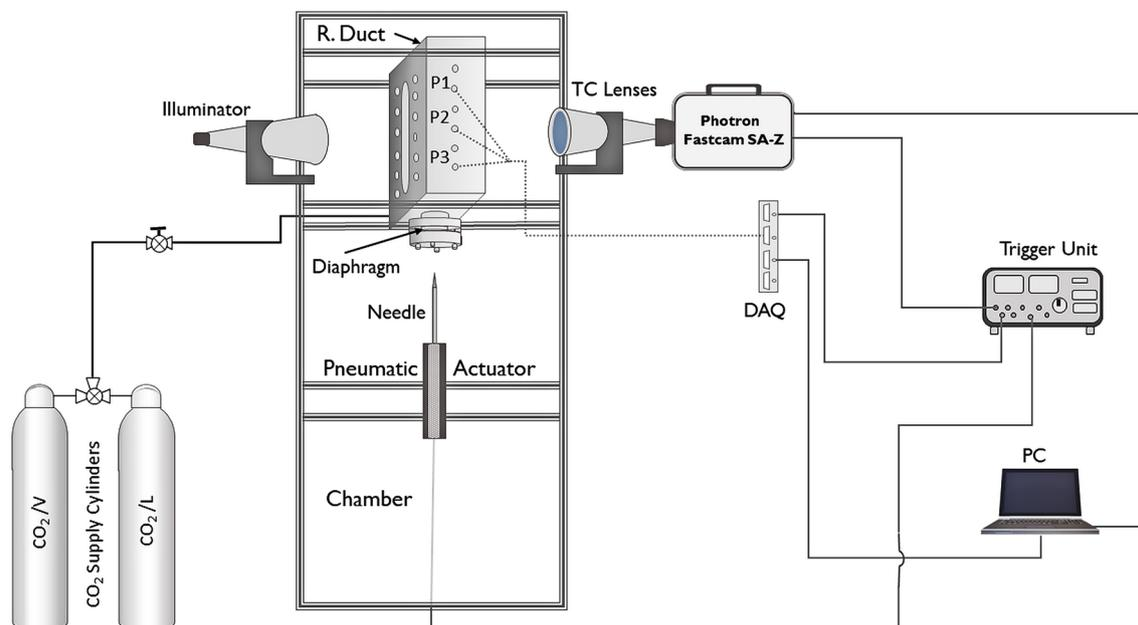 R. Duct
P1
P2
P3
Illuminator
TC Lenses
Photron
Fastcam SA-Z
Diaphragm
Needle
Pneumatic Actuator
Chamber
DAQ
Trigger Unit
PC
CO₂/V
CO₂ Supply Cylinders
CO₂/L